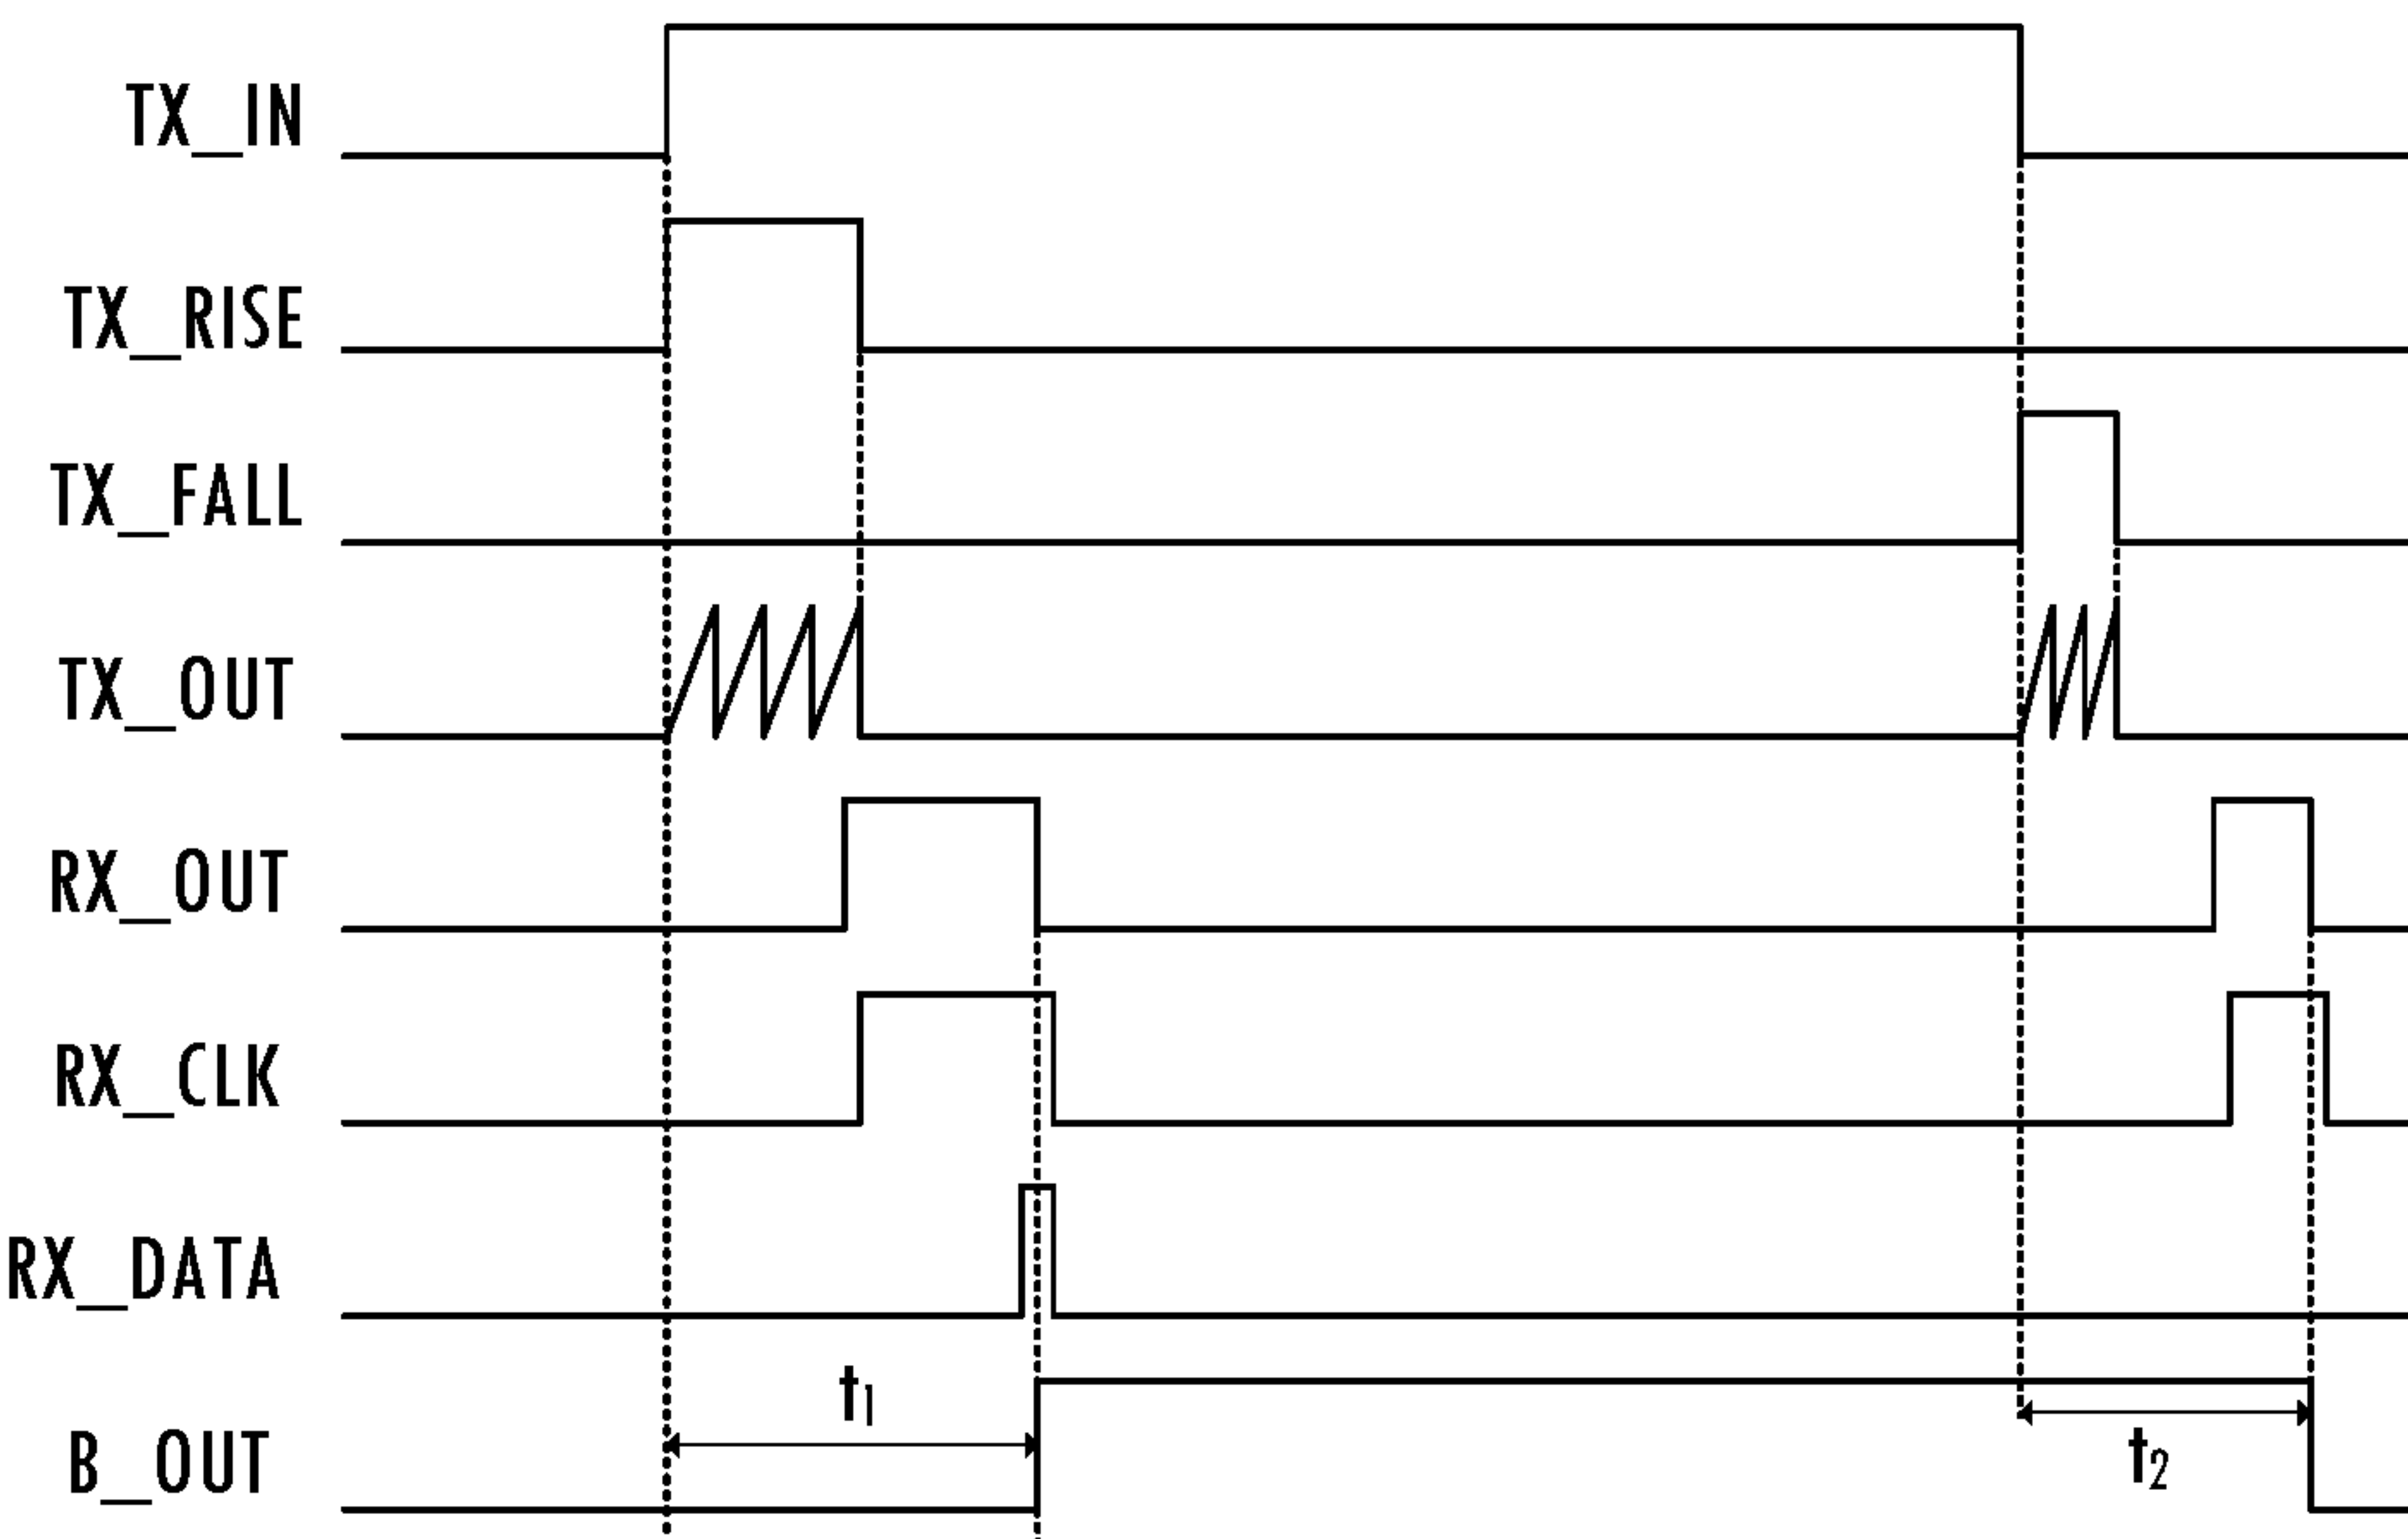 TX_IN
TX_RISE
TX_FALL
TX_OUT
RX_OUT
RX_CLK
RX_DATA
t1
B_OUT
t2